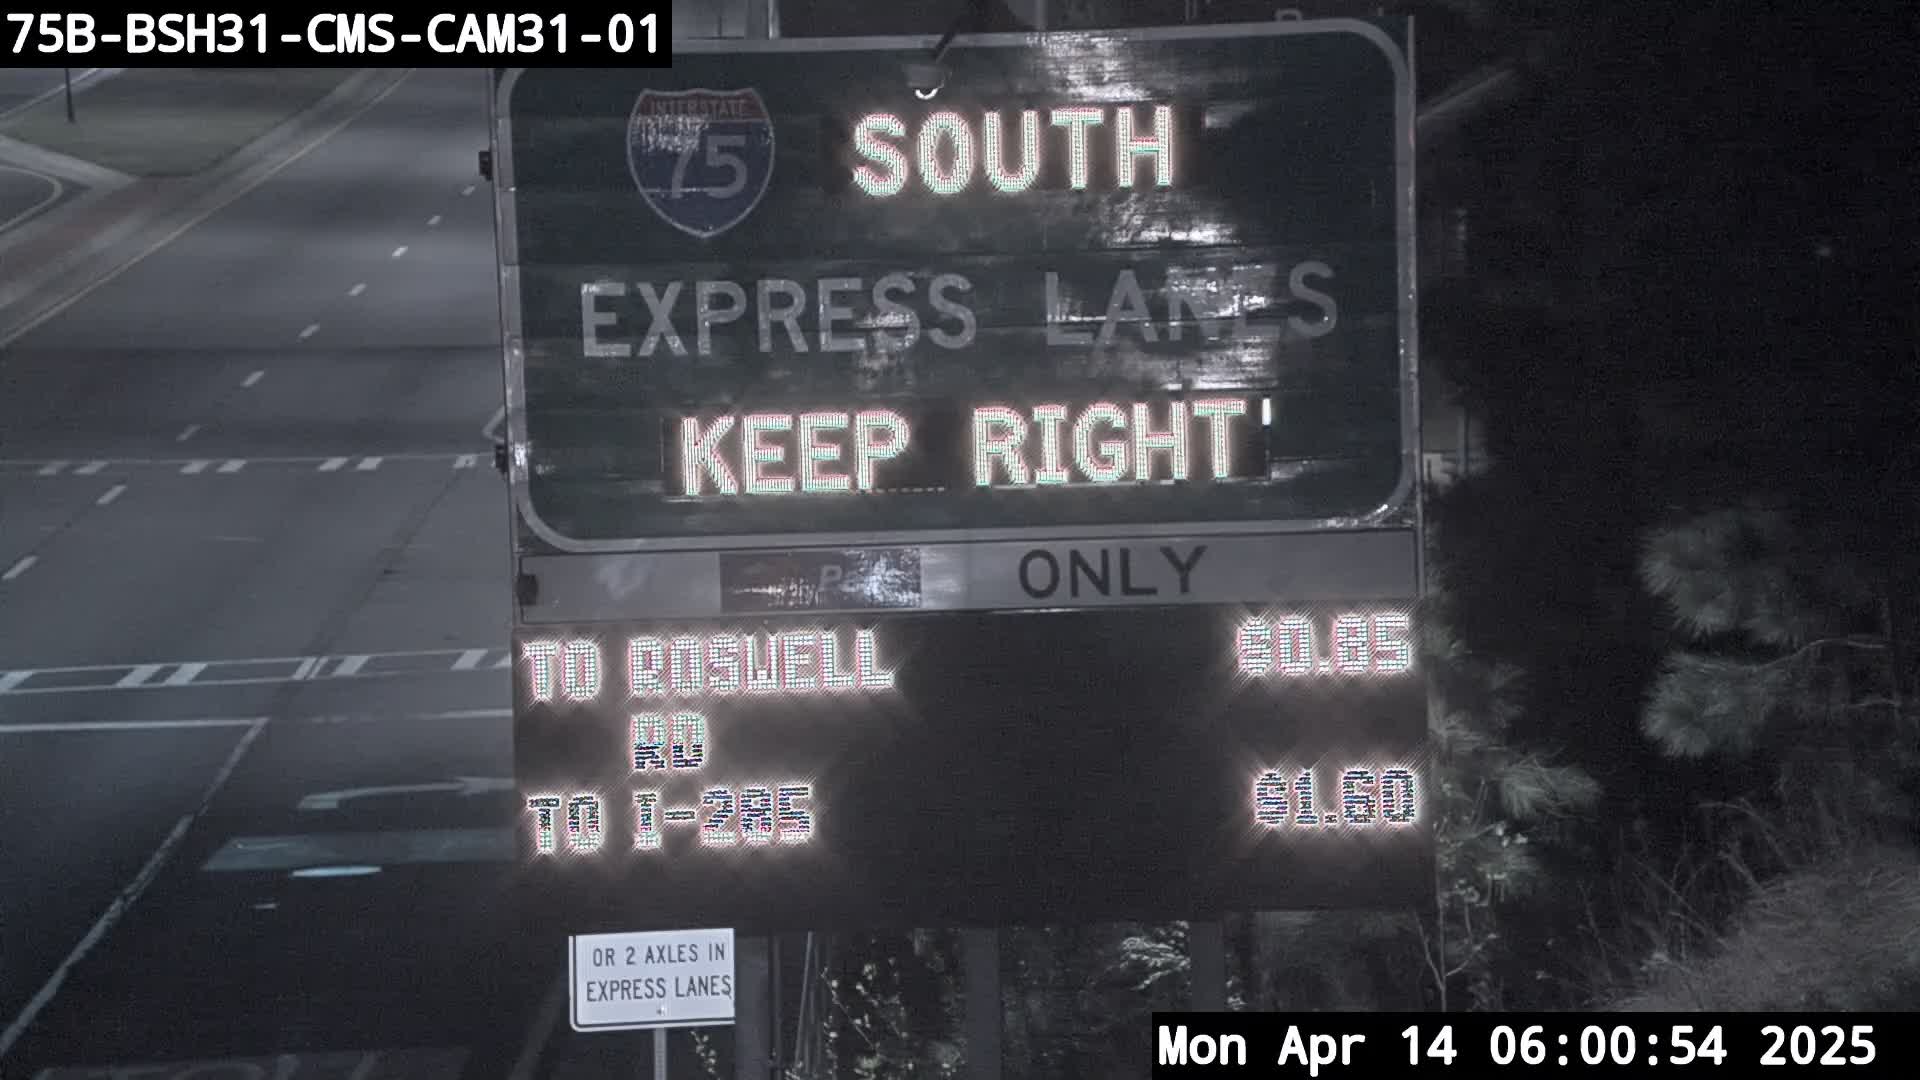 75B-BSH31-CMS-CAM31-01
INTERSTATE
75
SOUTH
EXPRESS LANES
KEEP RIGHT
ONLY
TO ROSWELL $0.85
RD
TO I-285 $1.60
OR 2 AXLES IN
EXPRESS LANES
Mon Apr 14 06:00:54 2025